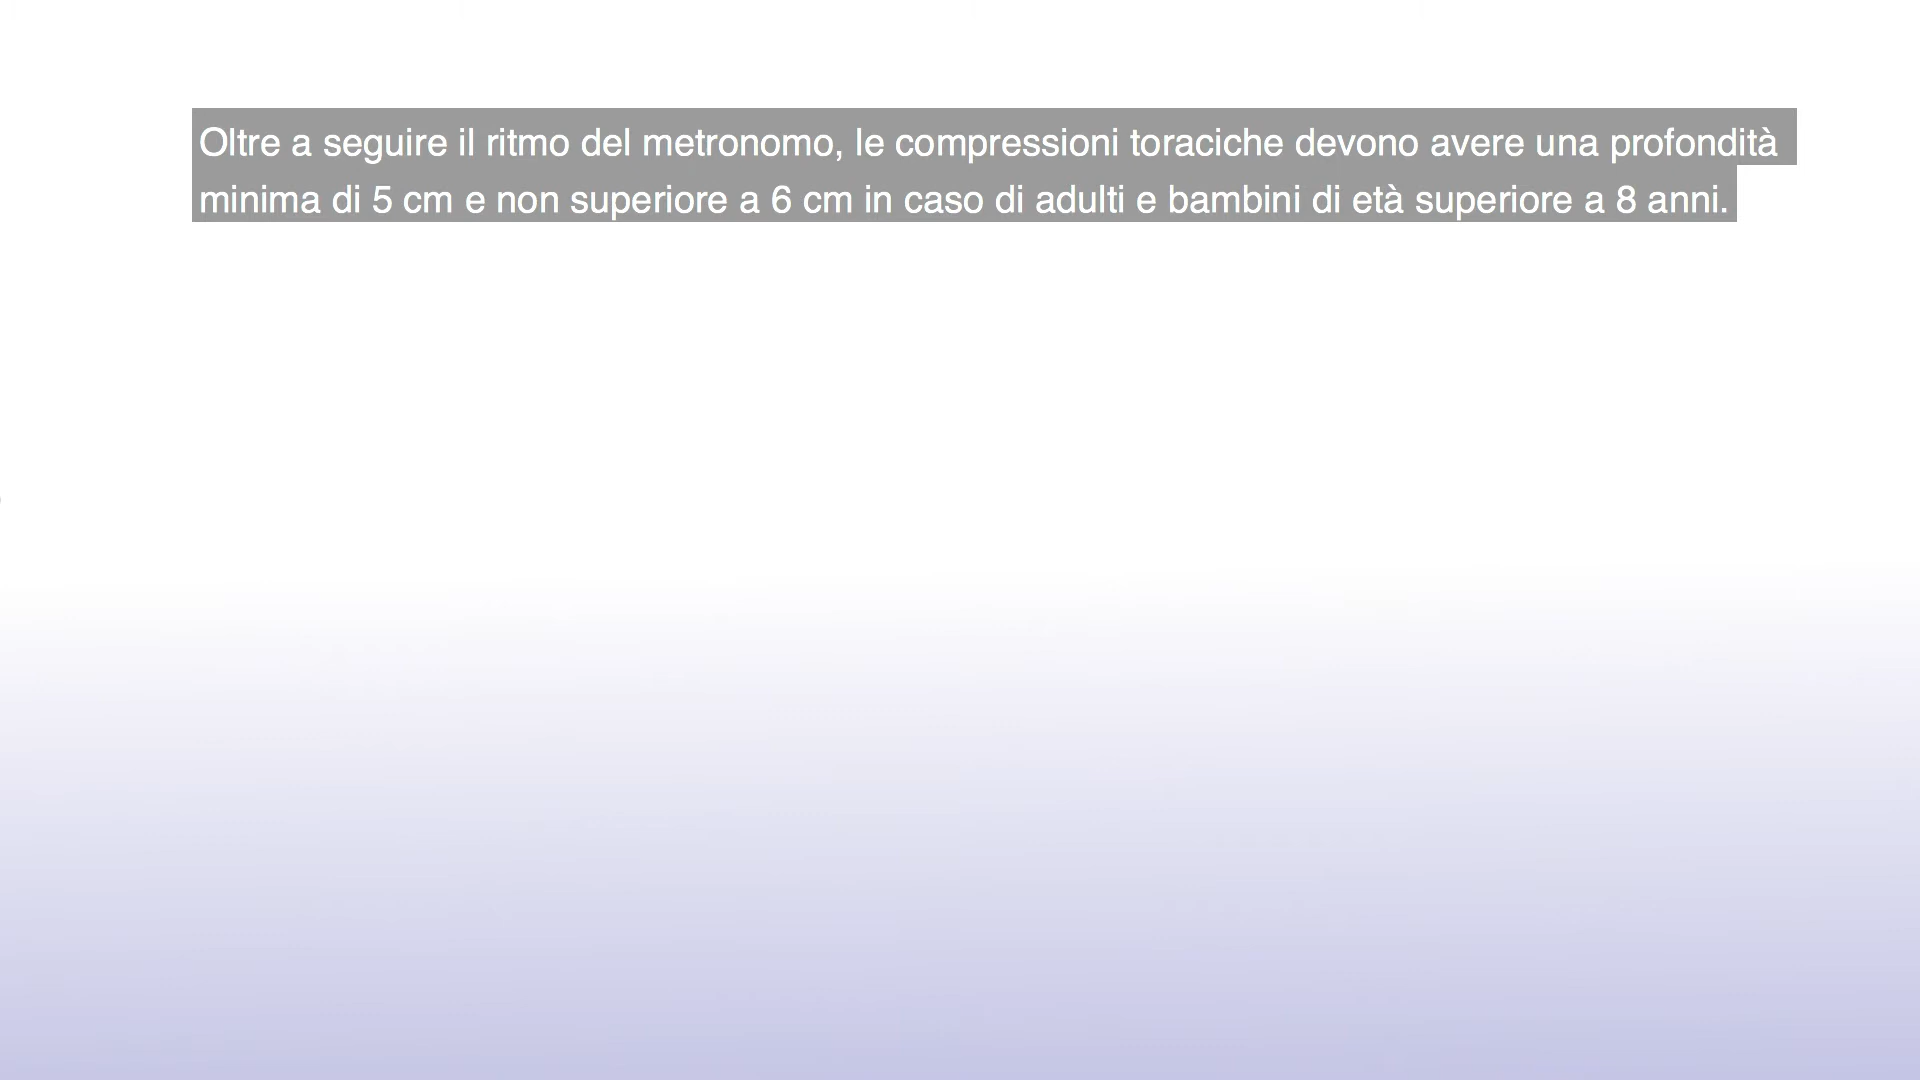 Oltre a seguire il ritmo del metronomo, le compressioni toraciche devono avere una profondità
minima di 5 cm e non superiore a 6 cm in caso di adulti e bambini di età superiore a 8 anni.